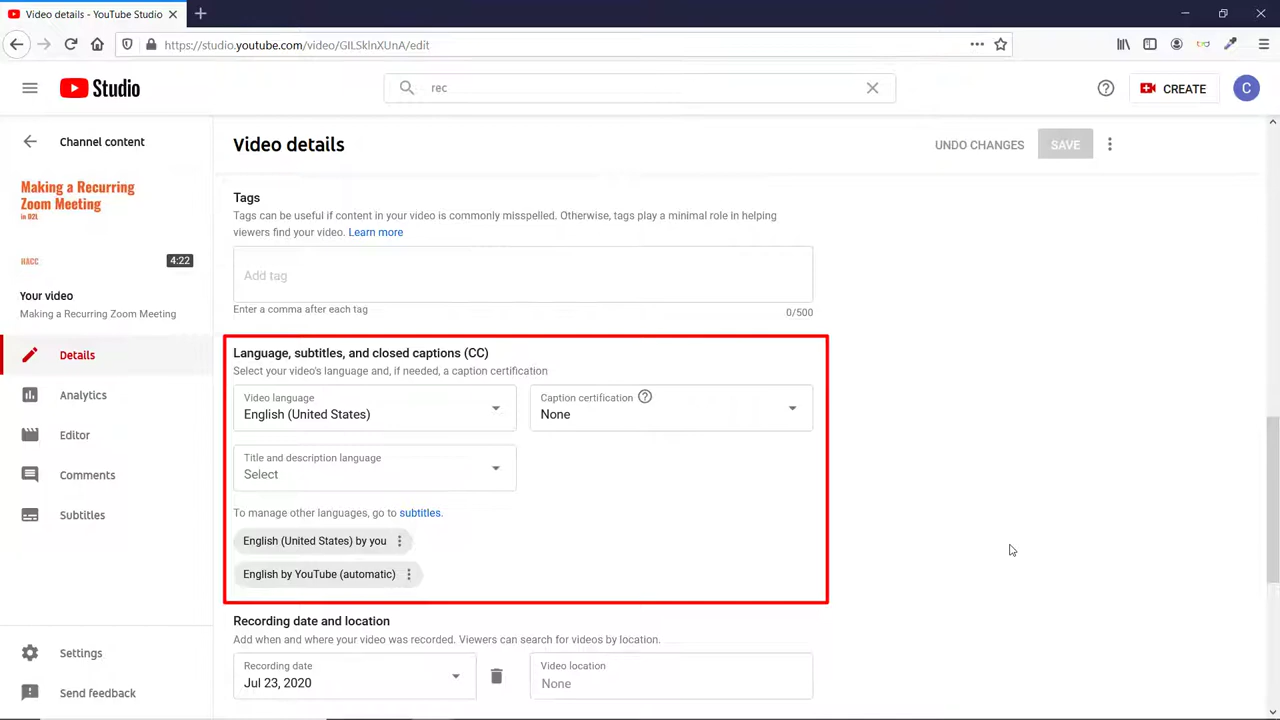 Video details - YouTube Studio
https://studio.youtube.com/video/GILSklnXUnA/edit
Studio
rec
CREATE
C
Channel content
Making a Recurring
Zoom Meeting
in D2L
HACC
4:22
Your video
Making a Recurring Zoom Meeting
Details
Analytics
Editor
Comments
Subtitles
Settings
Send feedback
Video details
UNDO CHANGES
SAVE
Tags
Tags can be useful if content in your video is commonly misspelled. Otherwise, tags play a minimal role in helping
viewers find your video. Learn more
Add tag
Enter a comma after each tag
0/500
Language, subtitles, and closed captions (CC)
Select your video's language and, if needed, a caption certification
Video language
English (United States)
Caption certification
None
Title and description language
Select
To manage other languages, go to subtitles.
English (United States) by you
English by YouTube (automatic)
Recording date and location
Add when and where your video was recorded. Viewers can search for videos by location.
Recording date
Jul 23, 2020
Video location
None